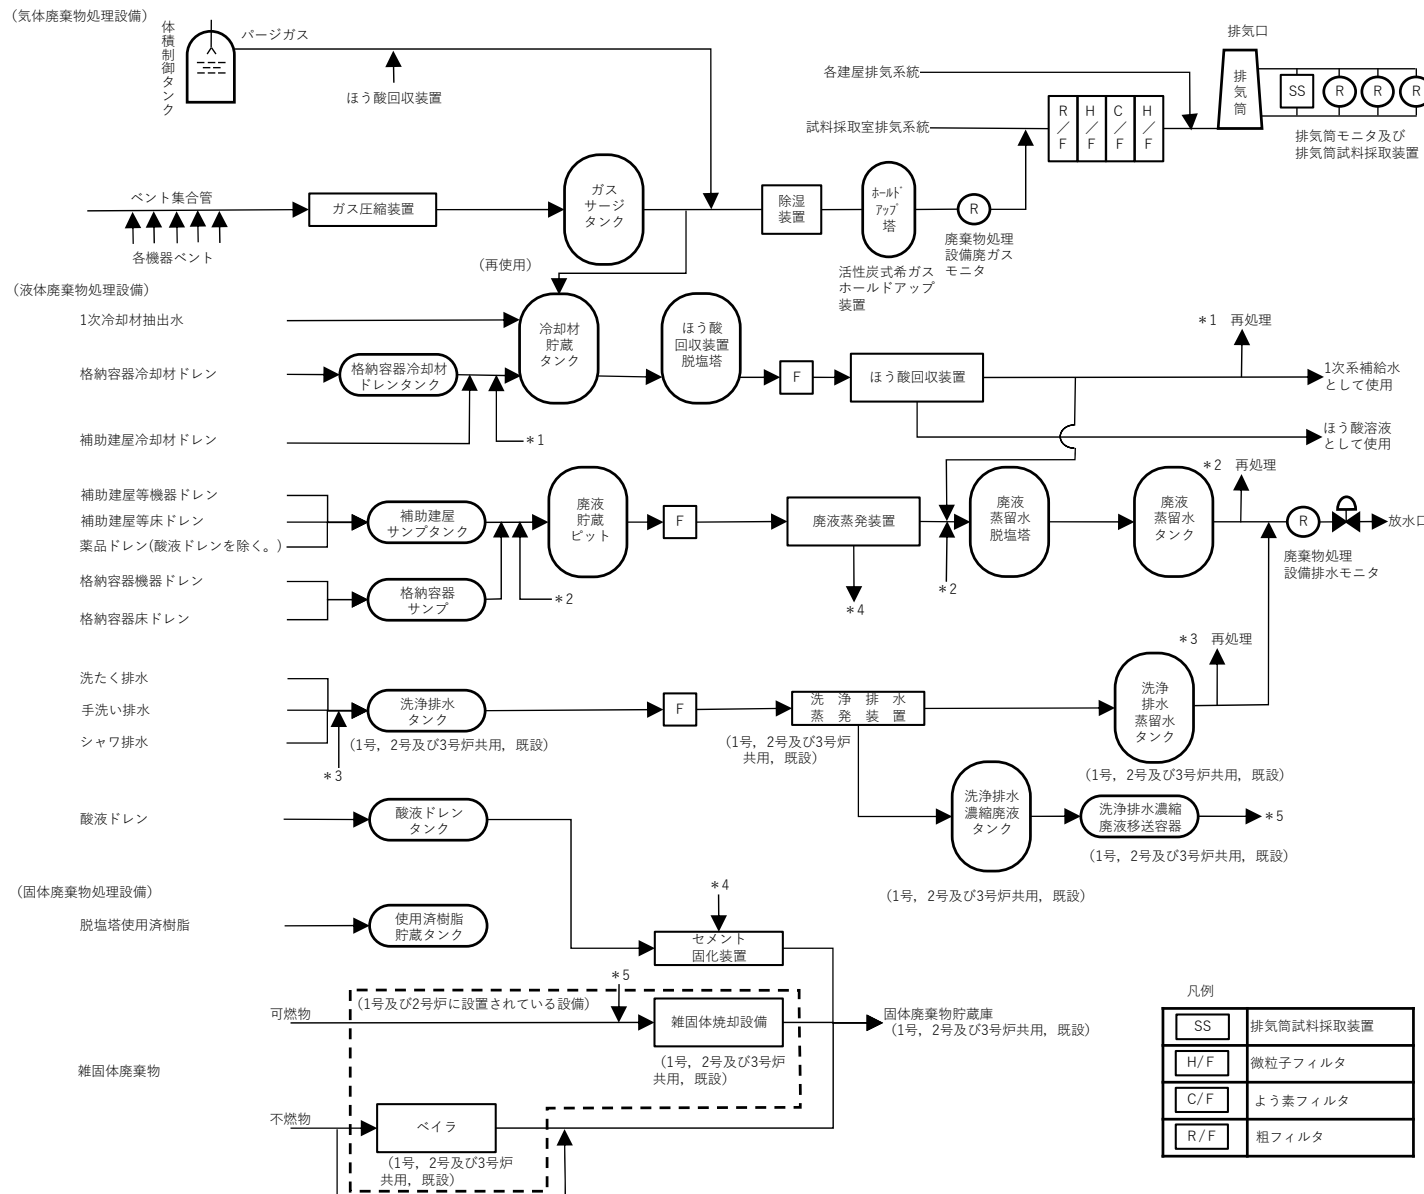 (気体廃棄物処理設備)
体積制御タンク
パージガス
ほう酸回収装置
排気口
各建屋排気系統
試料採取室排気系統
R/F
H/F
C/F
H/F
排気筒
SS
R
R
R
排気筒モニタ及び
排気筒試料採取装置
ベント集合管
各機器ベント
ガス圧縮装置
ガス
サージ
タンク
除湿
装置
ホールド
アップ
塔
R
廃棄物処理
設備廃ガス
モニタ
活性炭式希ガス
ホールドアップ
装置
(再使用)
(液体廃棄物処理設備)
1次冷却材抽出水
格納容器冷却材ドレン
補助建屋冷却材ドレン
格納容器冷却材
ドレンタンク
*1
冷却材
貯蔵
タンク
ほう酸
回収装置
脱塩塔
F
ほう酸回収装置
*1 再処理
1次系補給水
として使用
ほう酸溶液
として使用
補助建屋等機器ドレン
補助建屋等床ドレン
薬品ドレン(酸液ドレンを除く。)
補助建屋
サンプタンク
格納容器機器ドレン
格納容器床ドレン
格納容器
サンプ
*2
廃液
貯蔵
ピット
F
廃液蒸発装置
*4
*2
廃液
蒸留水
脱塩塔
廃液
蒸留水
タンク
*2 再処理
R
放水口
廃棄物処理
設備排水モニタ
洗たく排水
手洗い排水
シャワ排水
*3
洗浄排水
タンク
(1号，2号及び3号炉共用，既設)
F
洗浄排水
蒸発装置
(1号，2号及び3号炉
共用，既設)
*3 再処理
洗浄
排水
蒸留水
タンク
(1号，2号及び3号炉共用，既設)
洗浄排水
濃縮廃液
タンク
(1号，2号及び3号炉共用，既設)
洗浄排水濃縮
廃液移送容器
(1号，2号及び3号炉共用，既設)
*5
酸液ドレン
酸液ドレン
タンク
(固体廃棄物処理設備)
脱塩塔使用済樹脂
使用済樹脂
貯蔵タンク
*4
セメント
固化装置
*5
(1号及び2号炉に設置されている設備)
可燃物
雑固体焼却設備
(1号，2号及び3号炉
共用，既設)
固体廃棄物貯蔵庫
(1号，2号及び3号炉共用，既設)
雑固体廃棄物
不燃物
ベイラ
(1号，2号及び3号炉
共用，既設)
凡例
SS 排気筒試料採取装置
H/F 微粒子フィルタ
C/F よう素フィルタ
R/F 粗フィルタ